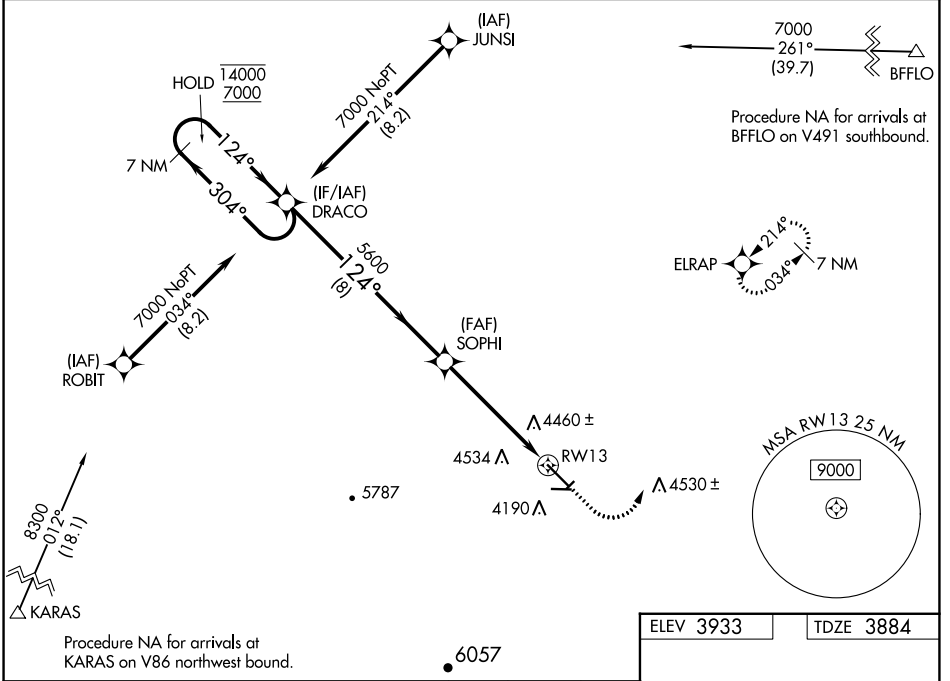 (IAF)
JUNSI
7000
261°
(39.7)
BFFLO
Procedure NA for arrivals at
BFFLO on V491 southbound.
HOLD
14000
7000
7000 NoPT
214°
(8.2)
7 NM
124°
304°
(IF/IAF)
DRACO
5600
124°
(8)
ELRAP
214°
034°
7 NM
7000 NoPT
034°
(8.2)
(IAF)
ROBIT
(FAF)
SOPHI
4460 ±
4534
RW13
4190
4530 ±
5787
MSA RW13 25 NM
9000
8300
012°
(18.1)
KARAS
Procedure NA for arrivals at
KARAS on V86 northwest bound.
6057
ELEV 3933
TDZE 3884